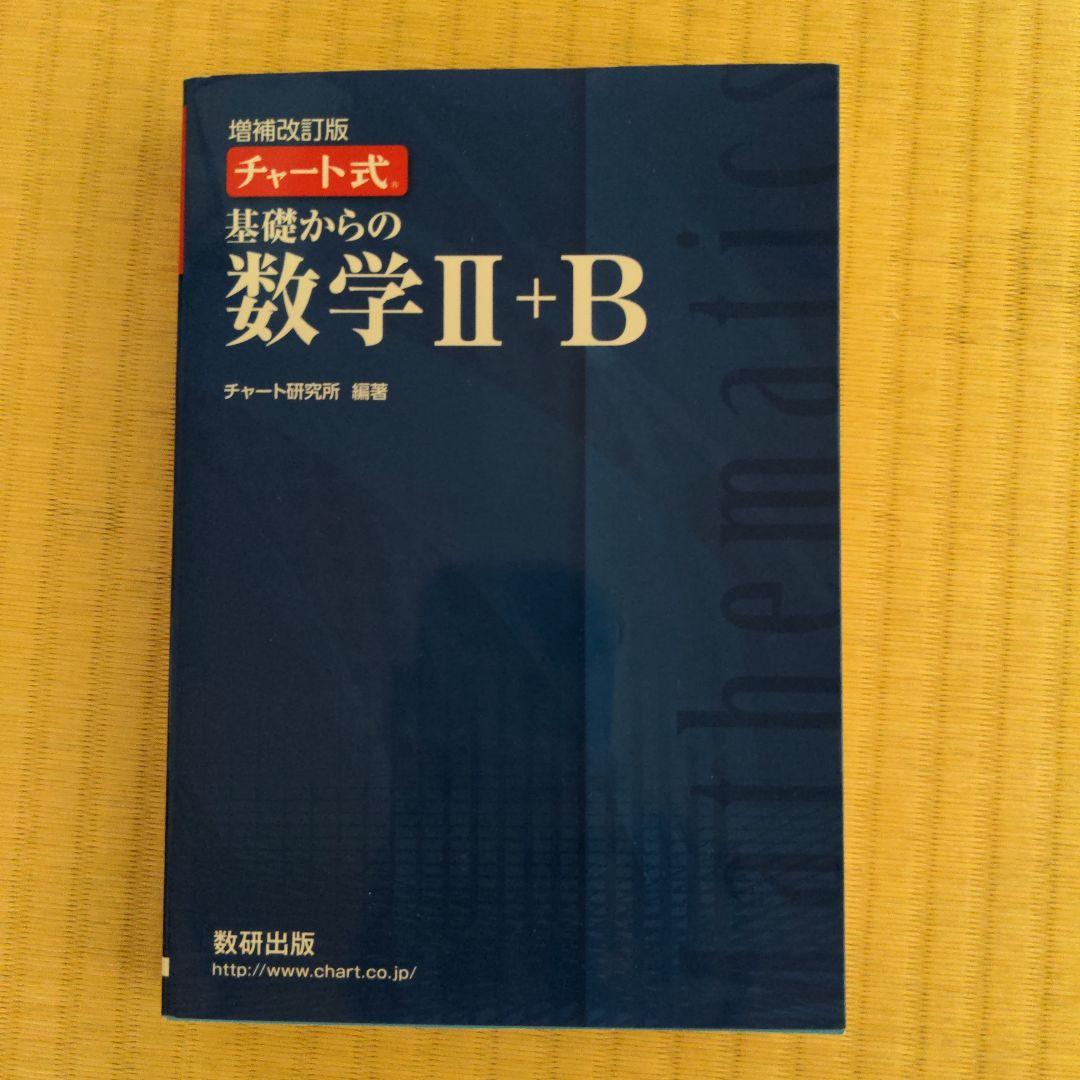 増補改訂版
チャート式®
基礎からの
数学Ⅱ+B
チャート研究所 編著
mathematics
数研出版
http://www.chart.co.jp/